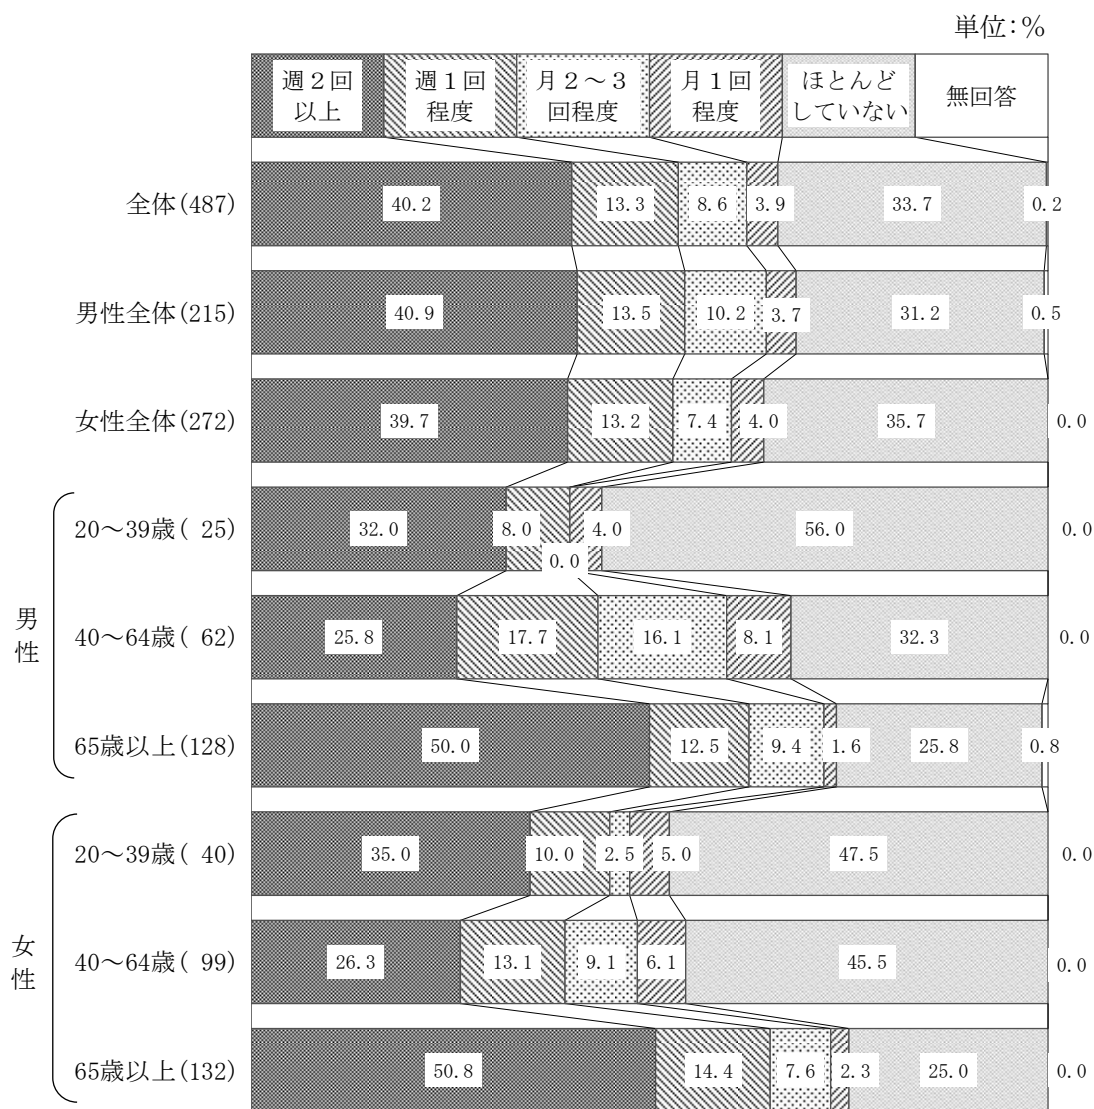 単位：％
週２回
以上
週１回
程度
月２～３
回程度
月１回
程度
ほとんど
していない
無回答
全体(487) 40.2 13.3 8.6 3.9 33.7 0.2
男性全体(215) 40.9 13.5 10.2 3.7 31.2 0.5
女性全体(272) 39.7 13.2 7.4 4.0 35.7 0.0
男性
20～39歳( 25) 32.0 8.0 0.0 4.0 56.0 0.0
40～64歳( 62) 25.8 17.7 16.1 8.1 32.3 0.0
65歳以上(128) 50.0 12.5 9.4 1.6 25.8 0.8
女性
20～39歳( 40) 35.0 10.0 2.5 5.0 47.5 0.0
40～64歳( 99) 26.3 13.1 9.1 6.1 45.5 0.0
65歳以上(132) 50.8 14.4 7.6 2.3 25.0 0.0